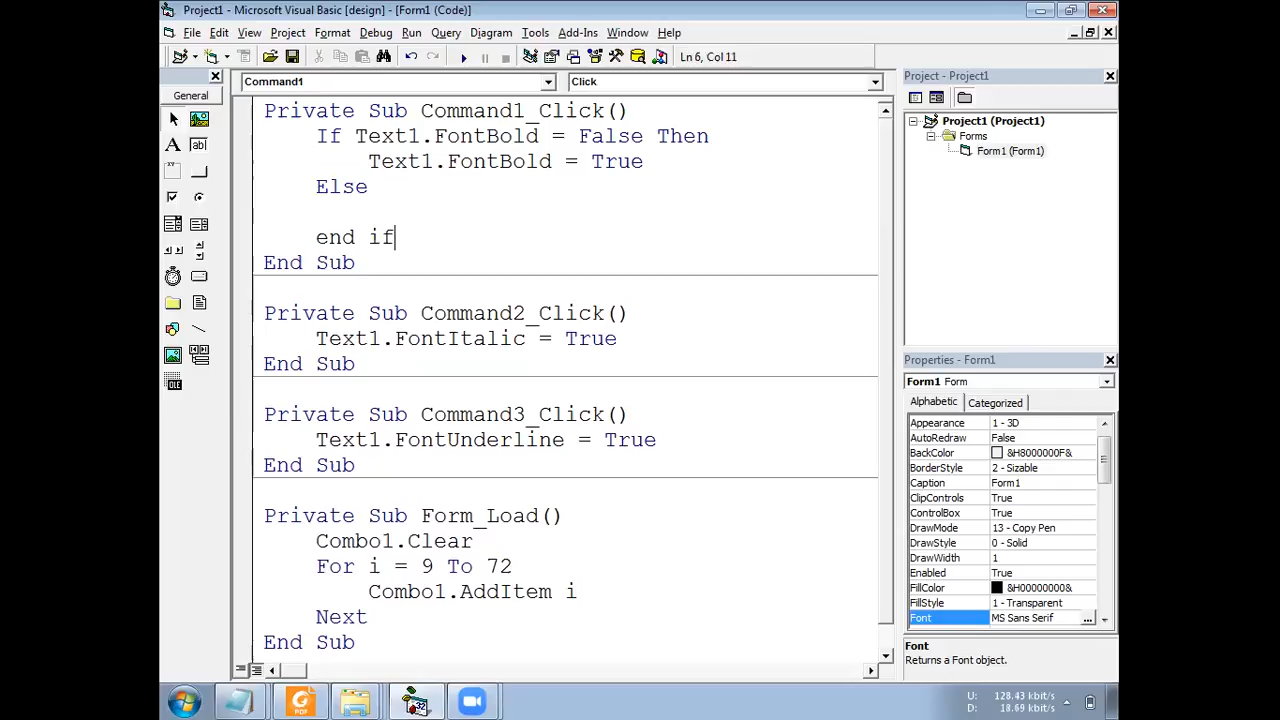 Project1 - Microsoft Visual Basic [design] - [Form1 (Code)]
File Edit View Project Format Debug Run Query Diagram Tools Add-Ins Window Help
Ln 6, Col 11
General
Command1
Click
Private Sub Command1_Click()
If Text1.FontBold = False Then
Text1.FontBold = True
Else
end if
End Sub
Private Sub Command2_Click()
Text1.FontItalic = True
End Sub
Private Sub Command3_Click()
Text1.FontUnderline = True
End Sub
Private Sub Form_Load()
Combo1.Clear
For i = 9 To 72
Combo1.AddItem i
Next
End Sub
Project - Project1
Project1 (Project1)
Forms
Form1 (Form1)
Properties - Form1
Form1 Form
Alphabetic Categorized
Appearance 1 - 3D
AutoRedraw False
BackColor &H8000000F&
BorderStyle 2 - Sizable
Caption Form1
ClipControls True
ControlBox True
DrawMode 13 - Copy Pen
DrawStyle 0 - Solid
DrawWidth 1
Enabled True
FillColor &H00000000&
FillStyle 1 - Transparent
Font MS Sans Serif ...
Font
Returns a Font object.
U: 128.43 kbit/s
D: 18.69 kbit/s